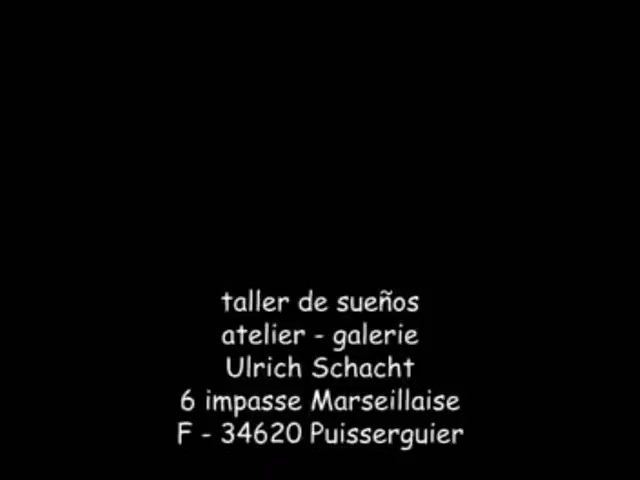 taller de sueños
atelier - galerie
Ulrich Schacht
6 impasse Marseillaise
F - 34620 Puisserguier